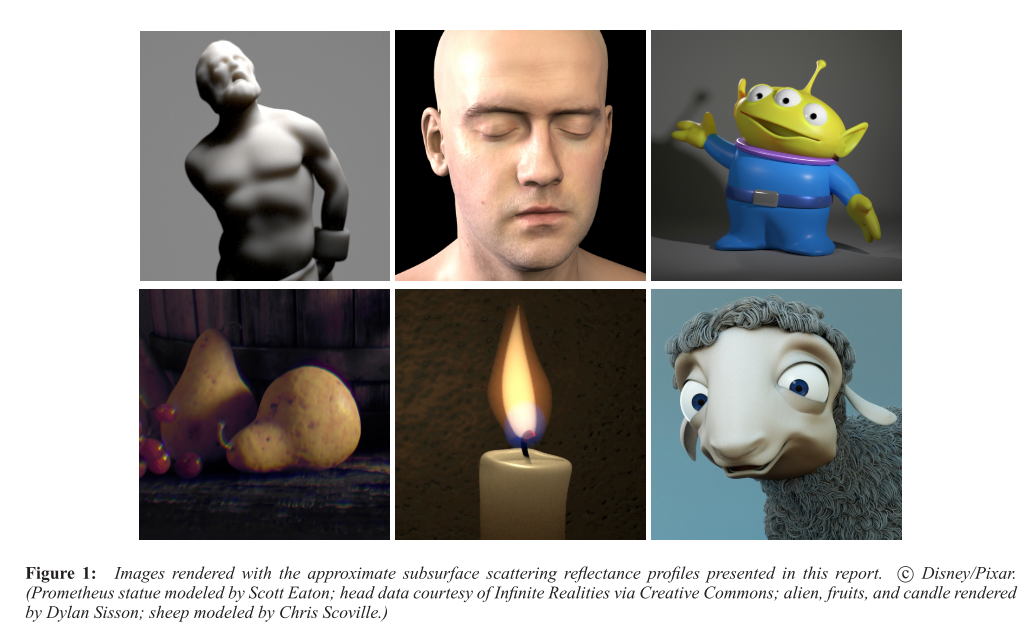 Figure 1: Images rendered with the approximate subsurface scattering reflectance profiles presented in this report. © Disney/Pixar.
(Prometheus statue modeled by Scott Eaton; head data courtesy of Infinite Realities via Creative Commons; alien, fruits, and candle rendered
by Dylan Sisson; sheep modeled by Chris Scoville.)